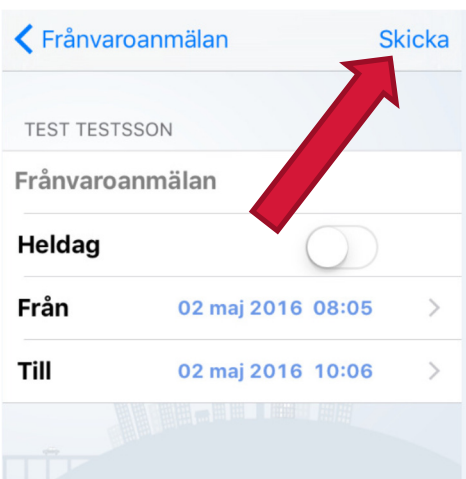 Frånvaroanmälan Skicka
TEST TESTSSON
Frånvaroanmälan
Heldag
Från 02 maj 2016 08:05
Till 02 maj 2016 10:06